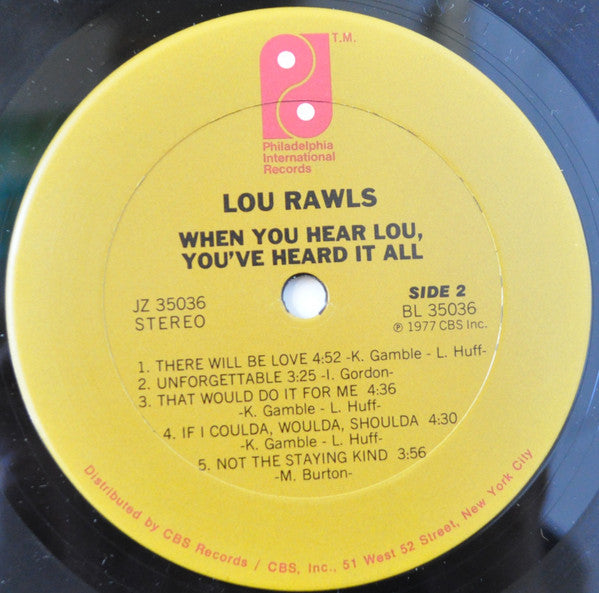 T.M.
Philadelphia
International
Records
LOU RAWLS
WHEN YOU HEAR LOU,
YOU'VE HEARD IT ALL
JZ 35036
STEREO
SIDE 2
BL 35036
℗ 1977 CBS Inc.
1. THERE WILL BE LOVE 4:52 -K. Gamble - L. Huff-
2. UNFORGETTABLE 3:25 -I. Gordon-
3. THAT WOULD DO IT FOR ME 4:36
-K. Gamble - L. Huff-
4. IF I COULDA, WOULDA, SHOULDA 4:30
-K. Gamble - L. Huff-
5. NOT THE STAYING KIND 3:56
-M. Burton-
Distributed by CBS Records / CBS, Inc., 51 West 52 Street, New York City